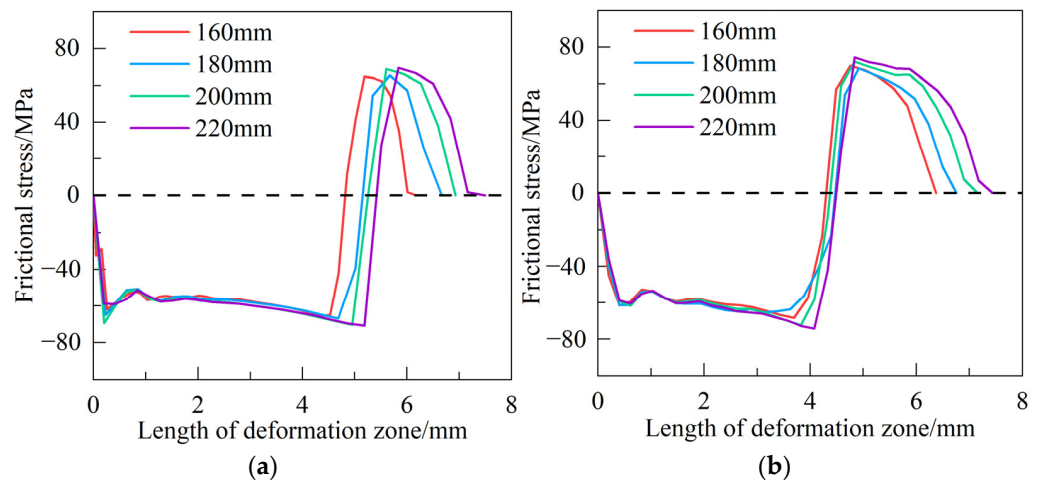 160mm
180mm
200mm
220mm
80
40
0
−40
−80
Frictional stress/MPa
0
2
4
6
8
Length of deformation zone/mm
(a)
160mm
180mm
200mm
220mm
80
40
0
−40
−80
Frictional stress/MPa
0
2
4
6
8
Length of deformation zone/mm
(b)